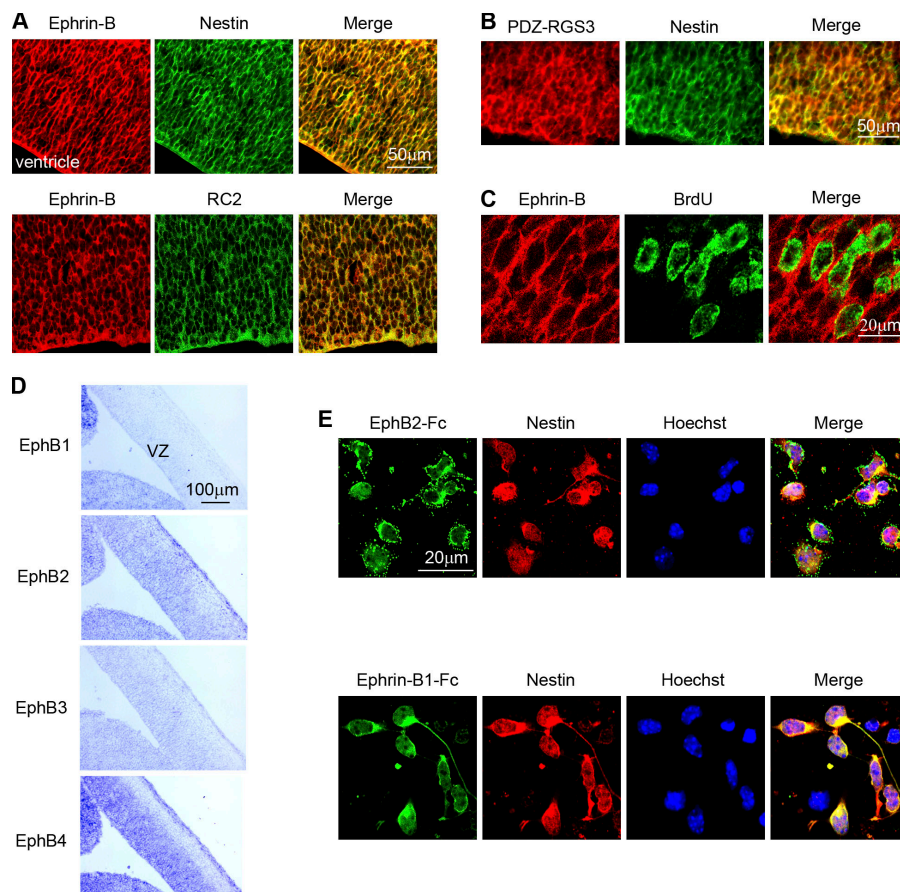 A
Ephrin-B Nestin Merge
ventricle
50μm
Ephrin-B RC2 Merge
B
PDZ-RGS3 Nestin Merge
50μm
C
Ephrin-B BrdU Merge
20μm
D
EphB1
VZ
100μm
EphB2
EphB3
EphB4
E
EphB2-Fc Nestin Hoechst Merge
20μm
Ephrin-B1-Fc Nestin Hoechst Merge